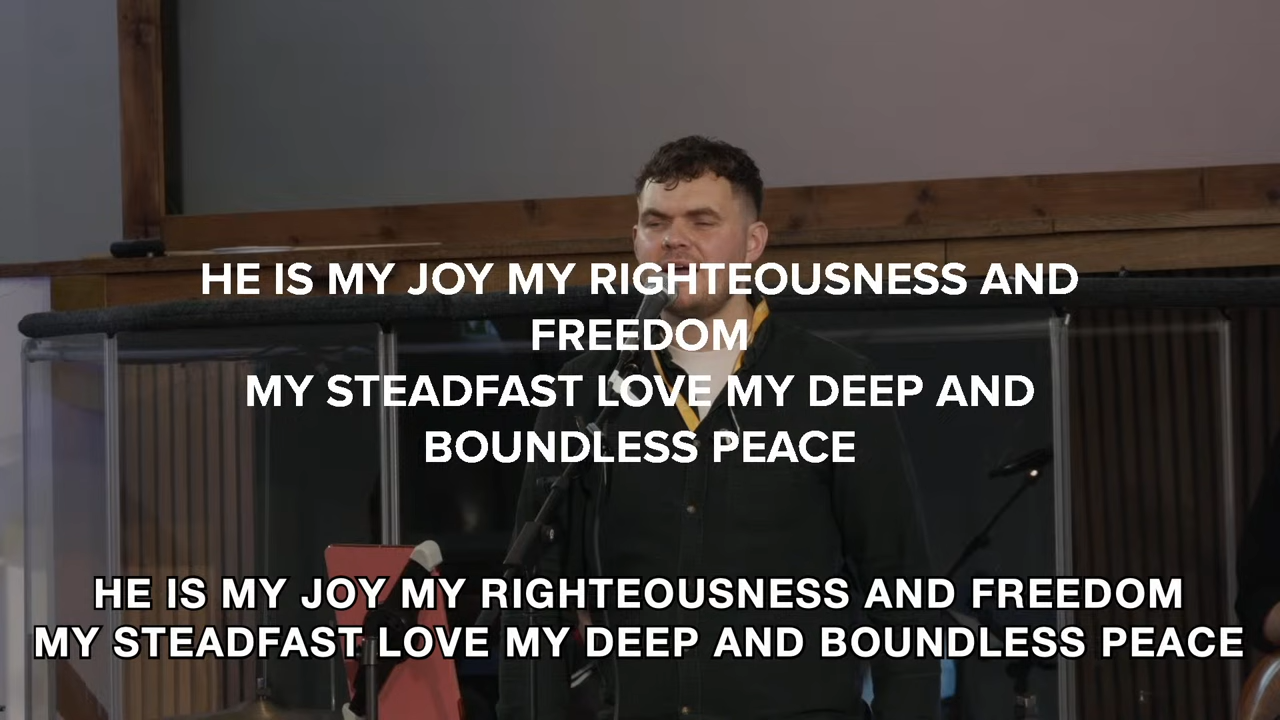 HE IS MY JOY MY RIGHTEOUSNESS AND
FREEDOM
MY STEADFAST LOVE MY DEEP AND
BOUNDLESS PEACE
HE IS MY JOY MY RIGHTEOUSNESS AND FREEDOM
MY STEADFAST LOVE MY DEEP AND BOUNDLESS PEACE